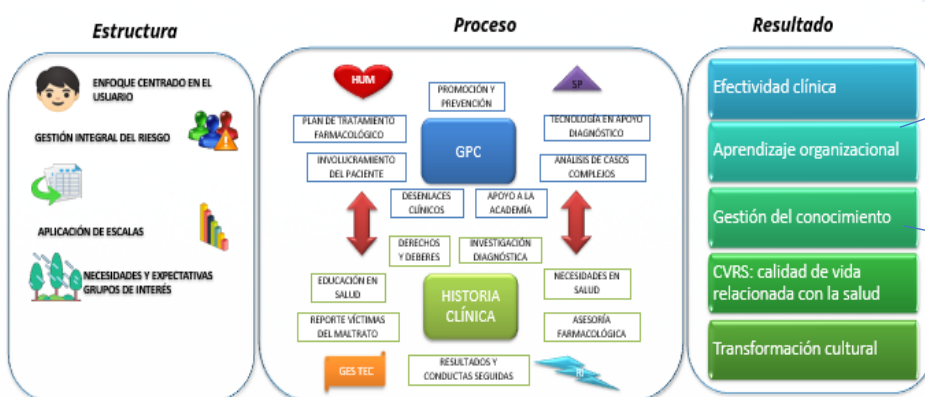 Estructura
ENFOQUE CENTRADO EN EL
USUARIO
GESTIÓN INTEGRAL DEL RIESGO
APLICACIÓN DE ESCALAS
NECESIDADES Y EXPECTATIVAS
GRUPOS DE INTERÉS
Proceso
HUM
SP
PROMOCIÓN Y
PREVENCIÓN
PLAN DE TRATAMIENTO
FARMACOLÓGICO
TECNOLOGÍA EN APOYO
DIAGNÓSTICO
GPC
INVOLUCRAMIENTO
DEL PACIENTE
ANÁLISIS DE CASOS
COMPLEJOS
DESENLACES
CLÍNICOS
APOYO A LA
ACADEMÍA
DERECHOS
Y DEBERES
INVESTIGACIÓN
DIAGNÓSTICA
EDUCACIÓN EN
SALUD
NECESIDADES EN
SALUD
HISTORIA
CLÍNICA
REPORTE VÍCTIMAS
DEL MALTRATO
ASESORÍA
FARMACOLÓGICA
GES TEC
RESULTADOS Y
CONDUCTAS SEGUIDAS
RI
Resultado
Efectividad clínica
Aprendizaje organizacional
Gestión del conocimiento
CVRS: calidad de vida
relacionada con la salud
Transformación cultural